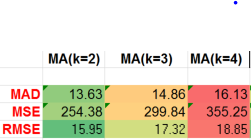 MA(k=2) MA(k=3) MA(k=4)
MAD 13.63 14.86 16.13
MSE 254.38 299.84 355.25
RMSE 15.95 17.32 18.85